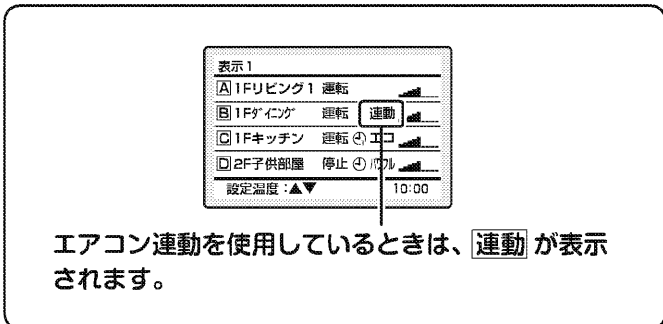 表示1
A 1Fリビング1 運転
B 1Fダイニング 運転 連動
C 1Fキッチン 運転 エコ
D 2F子供部屋 停止 パワフル
設定温度:▲▼ 10:00
エアコン連動を使用しているときは、連動 が表示
されます。